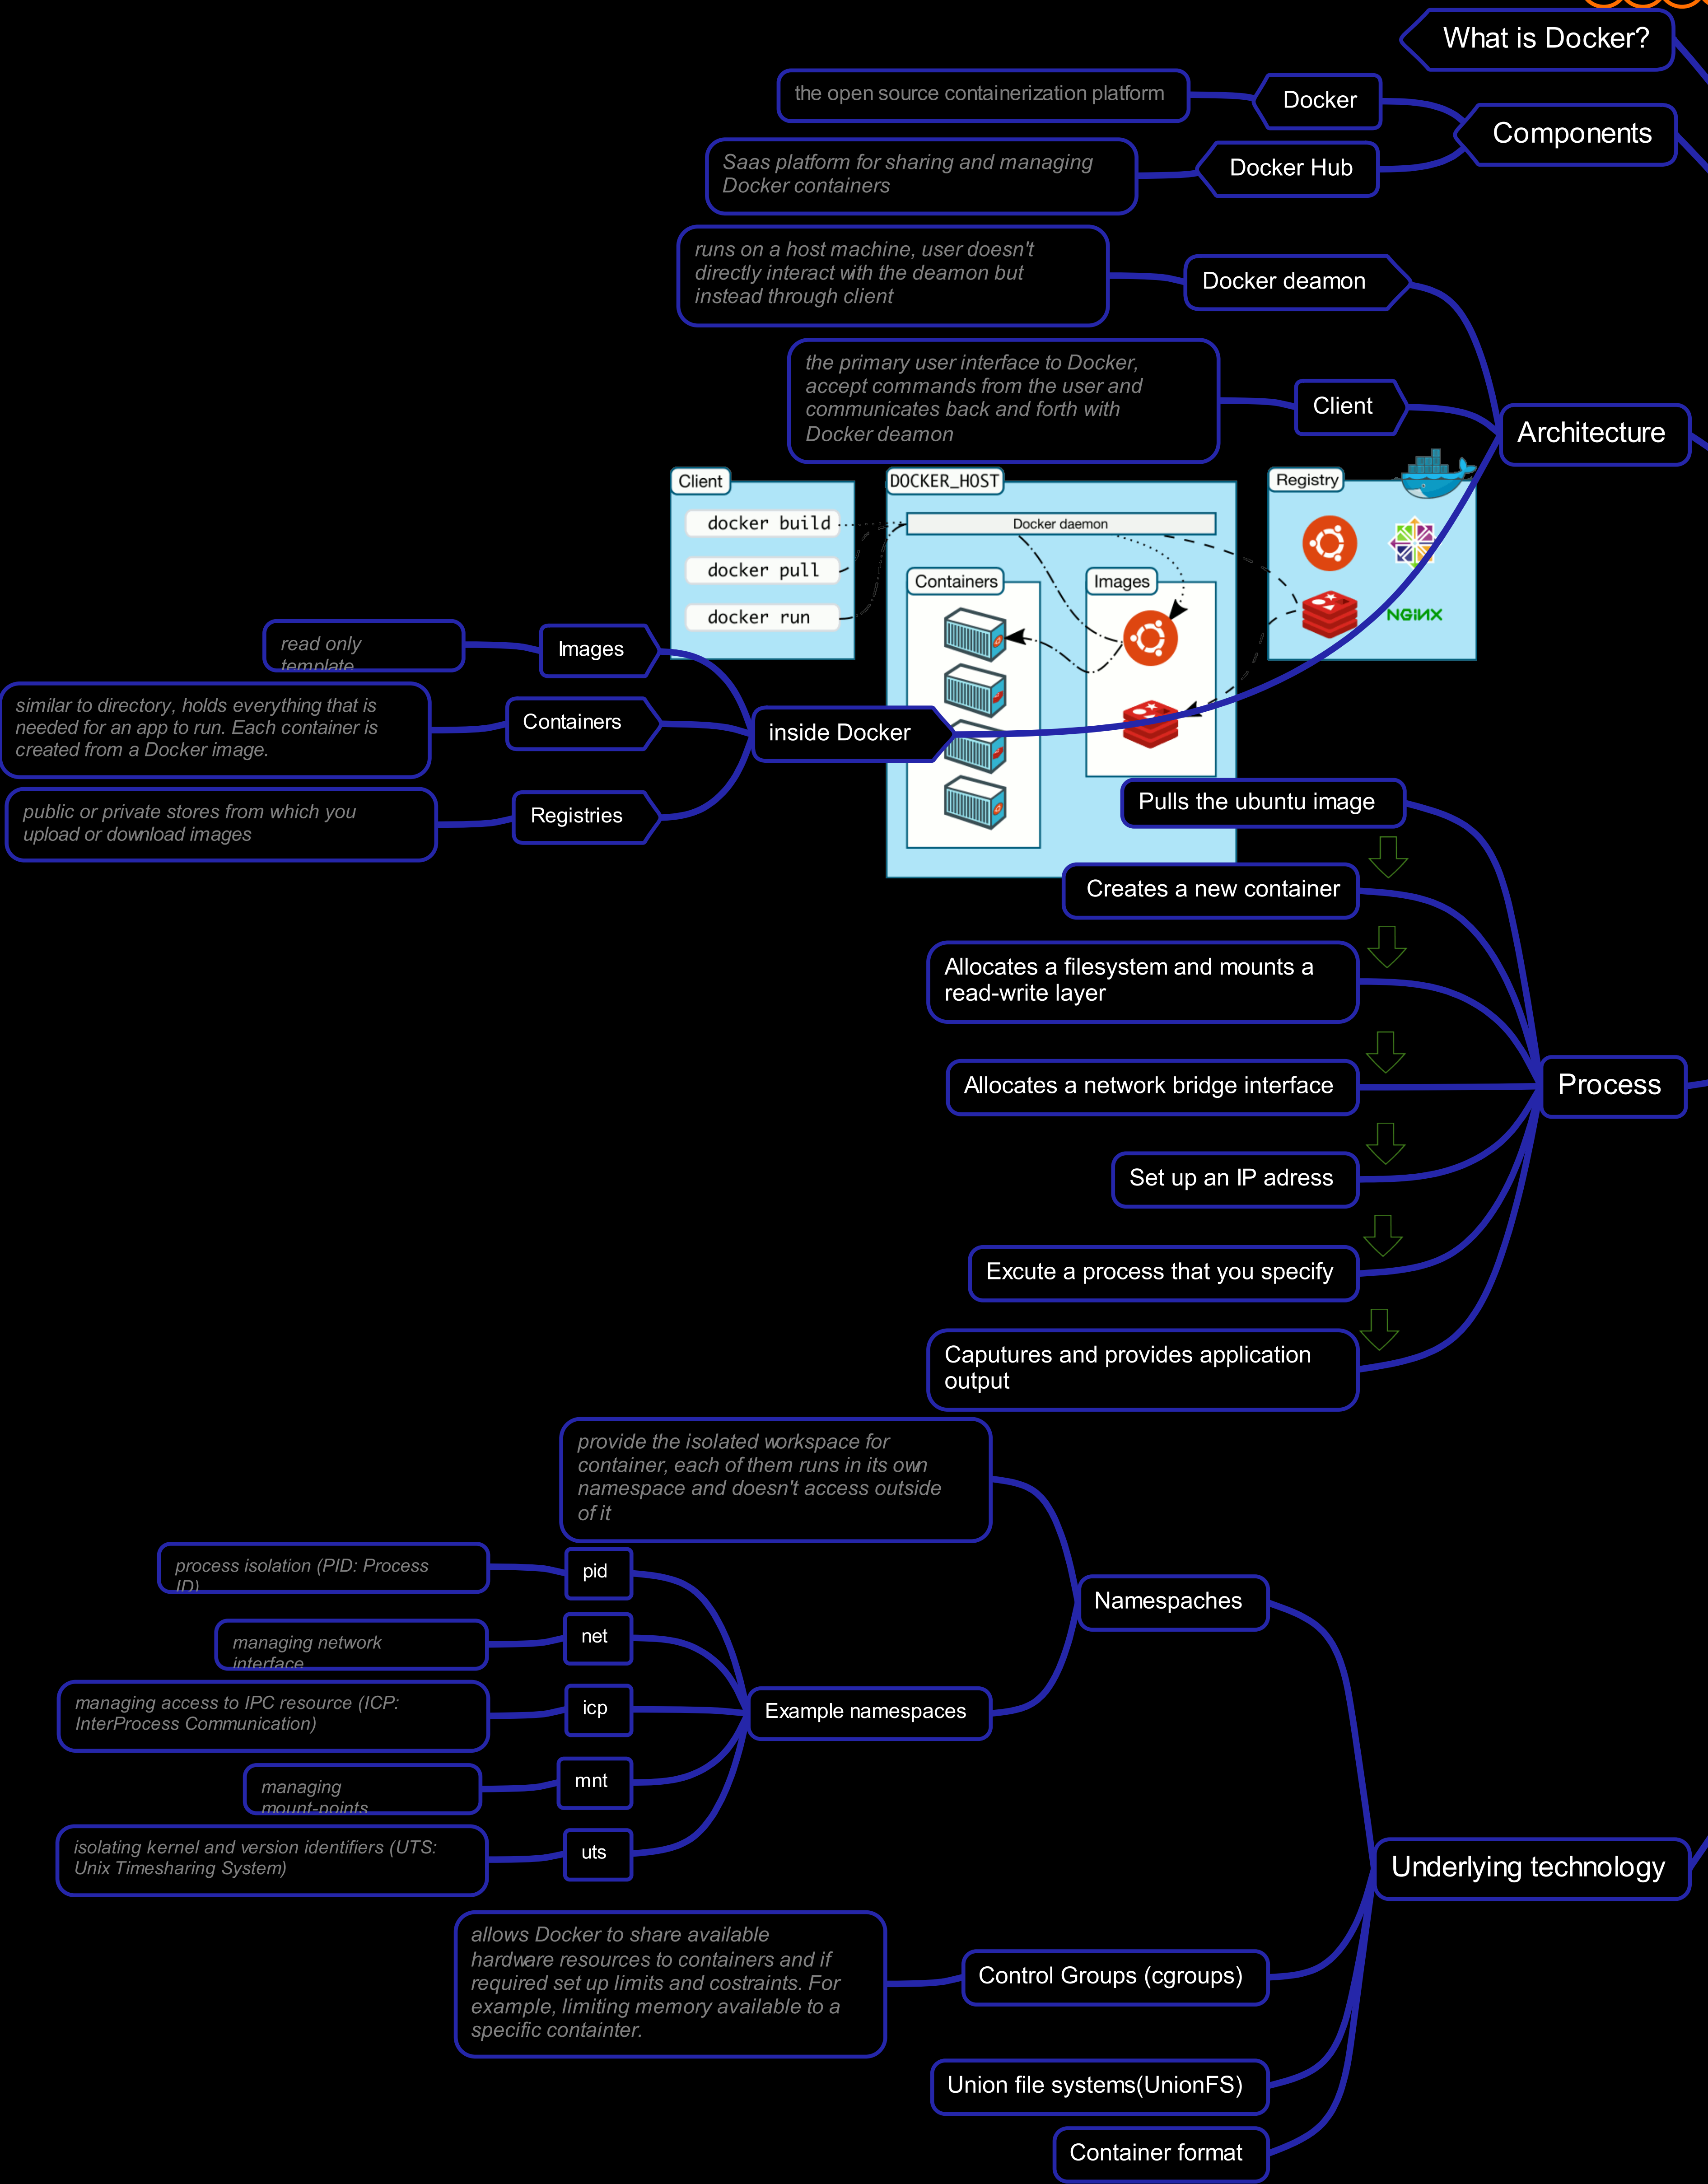 What is Docker?
Components
Docker
the open source containerization platform
Docker Hub
Saas platform for sharing and managing
Docker containers
Architecture
Docker deamon
runs on a host machine, user doesn't
directly interact with the deamon but
instead through client
Client
the primary user interface to Docker,
accept commands from the user and
communicates back and forth with
Docker deamon
Client
docker build
docker pull
docker run
DOCKER_HOST
Docker daemon
Containers
Images
Registry
NGINX
inside Docker
Images
read only
template
Containers
similar to directory, holds everything that is
needed for an app to run. Each container is
created from a Docker image.
Registries
public or private stores from which you
upload or download images
Process
Pulls the ubuntu image
Creates a new container
Allocates a filesystem and mounts a
read-write layer
Allocates a network bridge interface
Set up an IP adress
Excute a process that you specify
Caputures and provides application
output
Underlying technology
Namespaches
provide the isolated workspace for
container, each of them runs in its own
namespace and doesn't access outside
of it
Example namespaces
pid
process isolation (PID: Process
ID)
net
managing network
interface
icp
managing access to IPC resource (ICP:
InterProcess Communication)
mnt
managing
mount-points
uts
isolating kernel and version identifiers (UTS:
Unix Timesharing System)
Control Groups (cgroups)
allows Docker to share available
hardware resources to containers and if
required set up limits and costraints. For
example, limiting memory available to a
specific containter.
Union file systems(UnionFS)
Container format